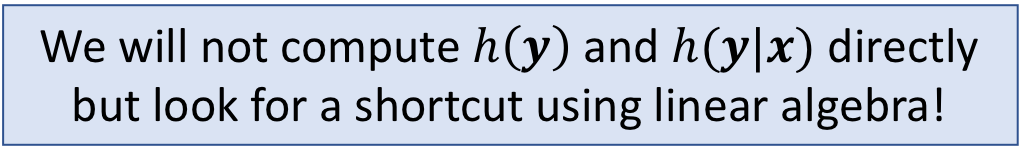 We will not compute h(y) and h(y|x) directly
but look for a shortcut using linear algebra!